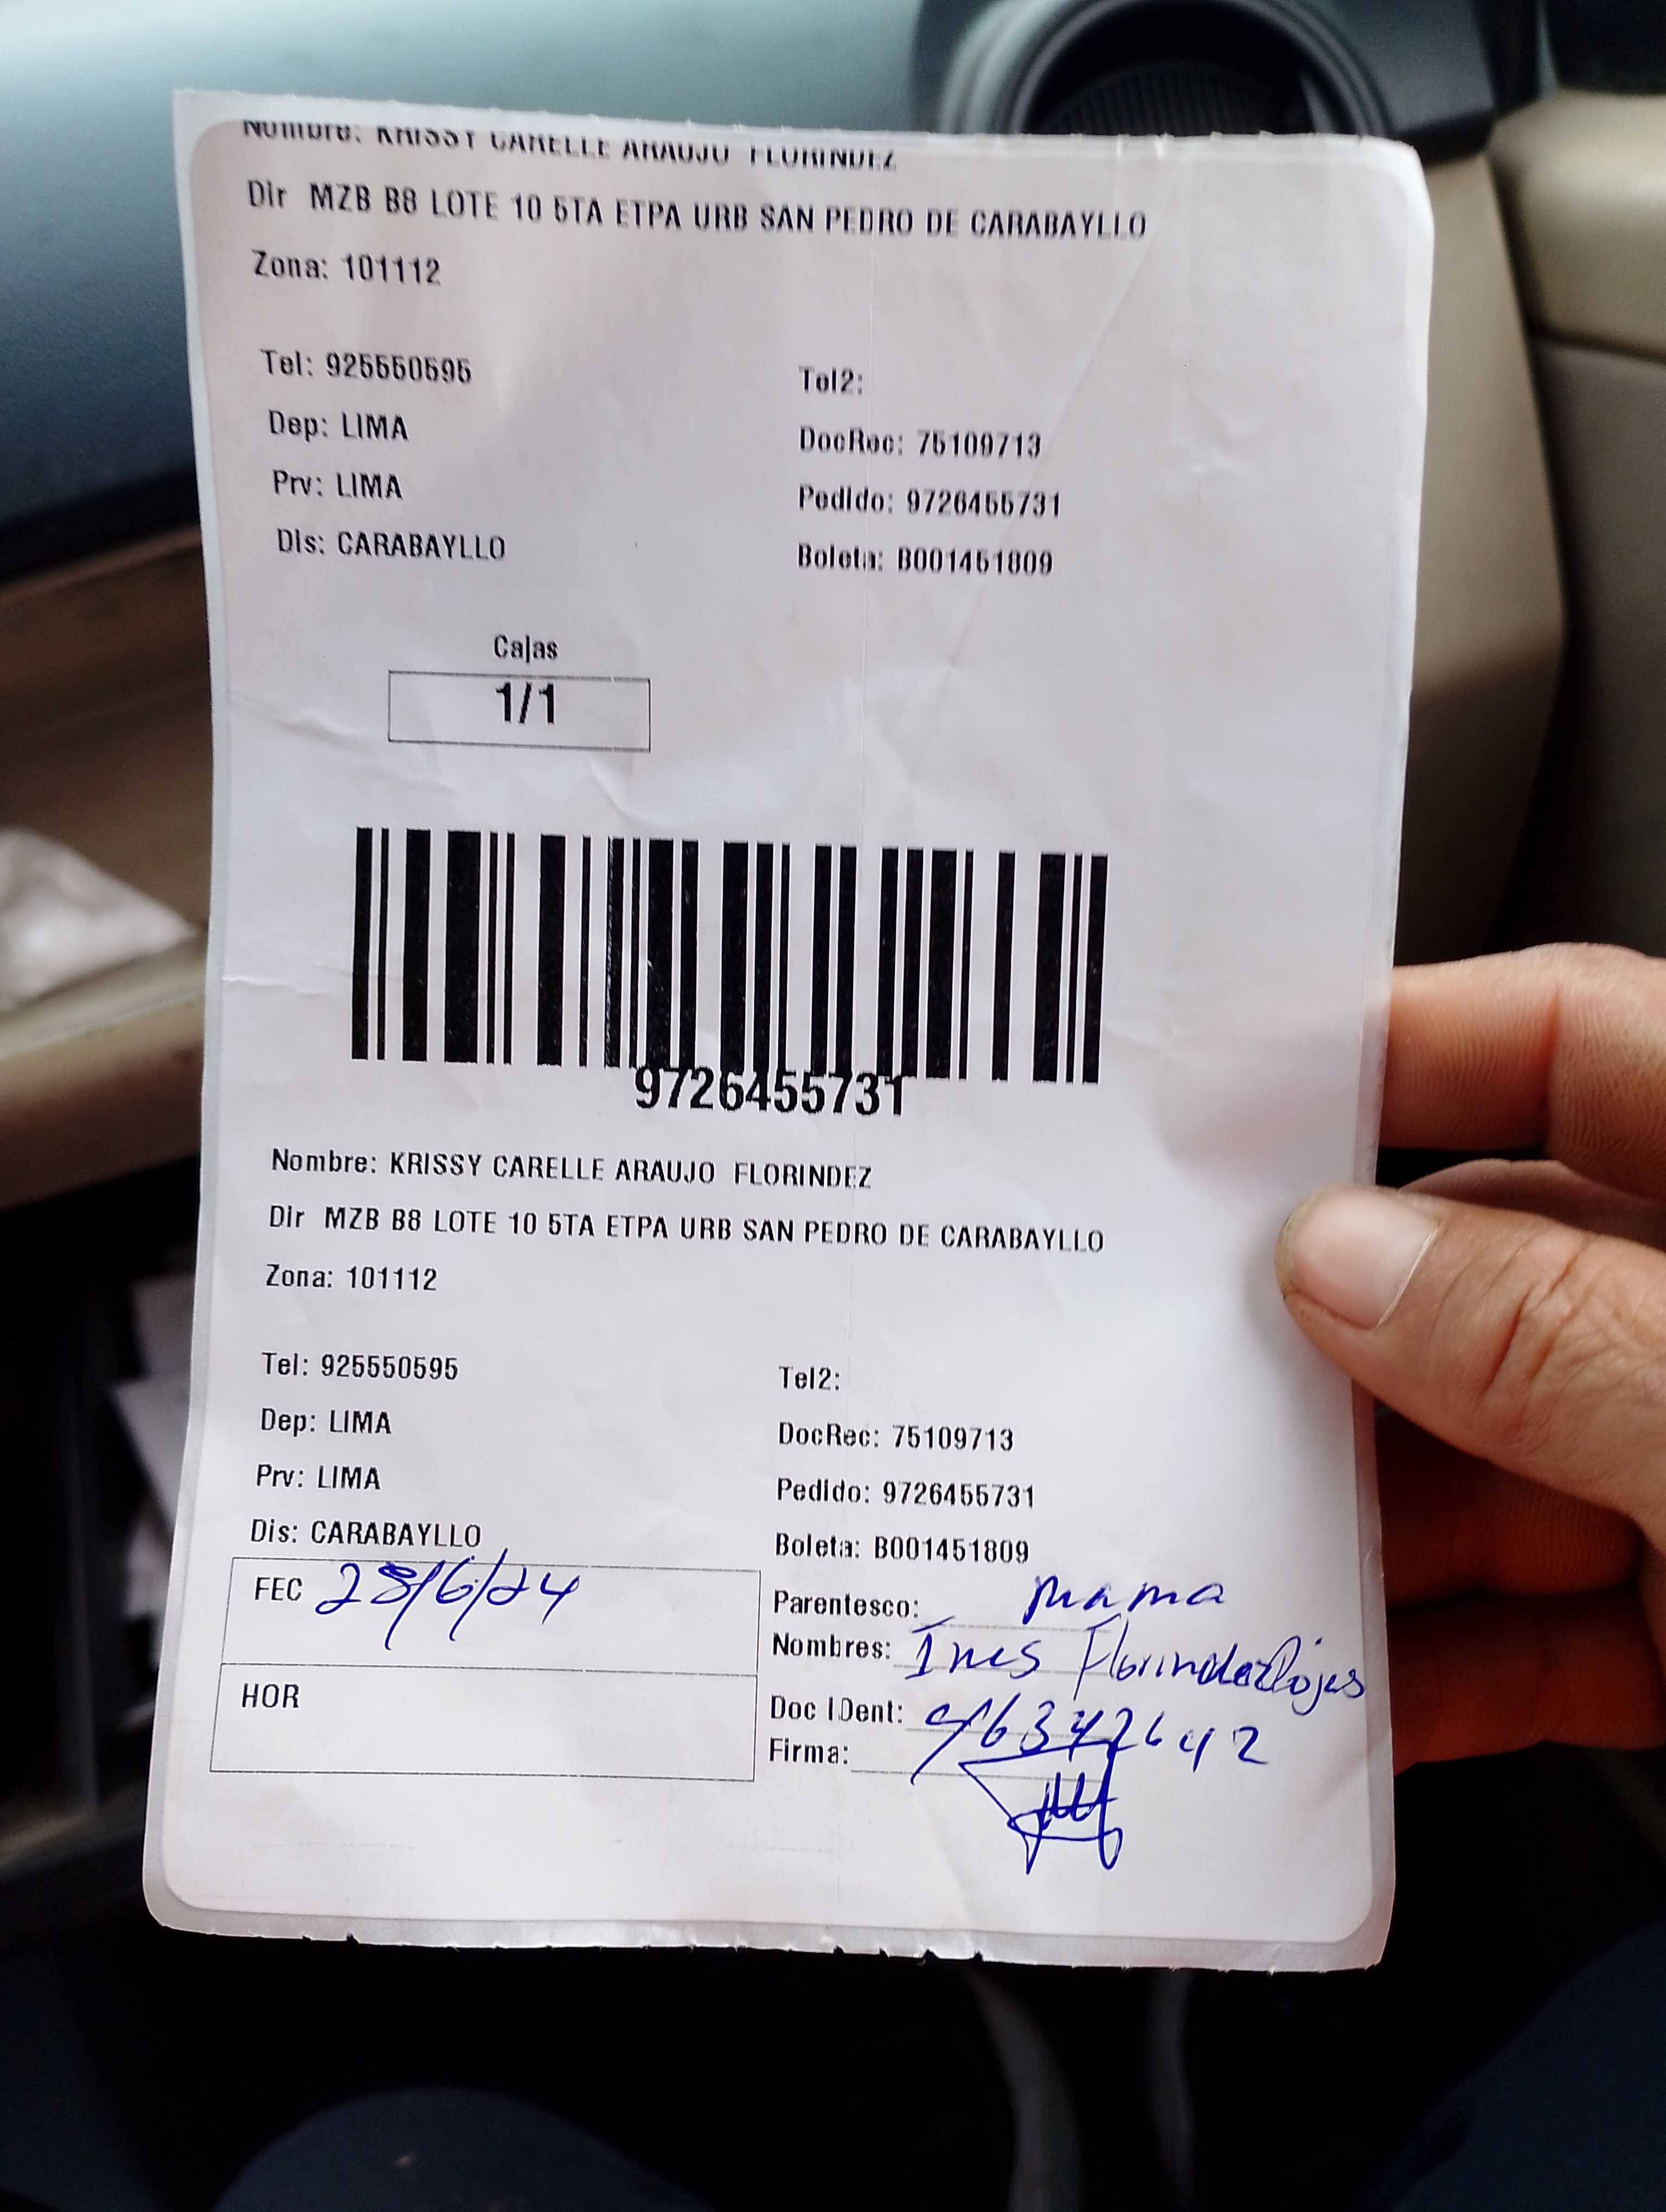 Nombre: KRISSY CARELLE ARAUJO FLORINDEZ
Dir MZB B8 LOTE 10 5TA ETPA URB SAN PEDRO DE CARABAYLLO
Zona: 101112
Tel: 925550595 Tel2:
Dep: LIMA DocRec: 75109713
Prv: LIMA Pedido: 9726455731
Dis: CARABAYLLO Boleta: B001451809
Cajas
1/1
9726455731
Nombre: KRISSY CARELLE ARAUJO FLORINDEZ
Dir MZB B8 LOTE 10 5TA ETPA URB SAN PEDRO DE CARABAYLLO
Zona: 101112
Tel: 925550595 Tel2:
Dep: LIMA DocRec: 75109713
Prv: LIMA Pedido: 9726455731
Dis: CARABAYLLO Boleta: B001451809
FEC 28/6/24 Parentesco: mama
Nombres: Ines Florindez Rojas
HOR Doc IDent:
Firma: